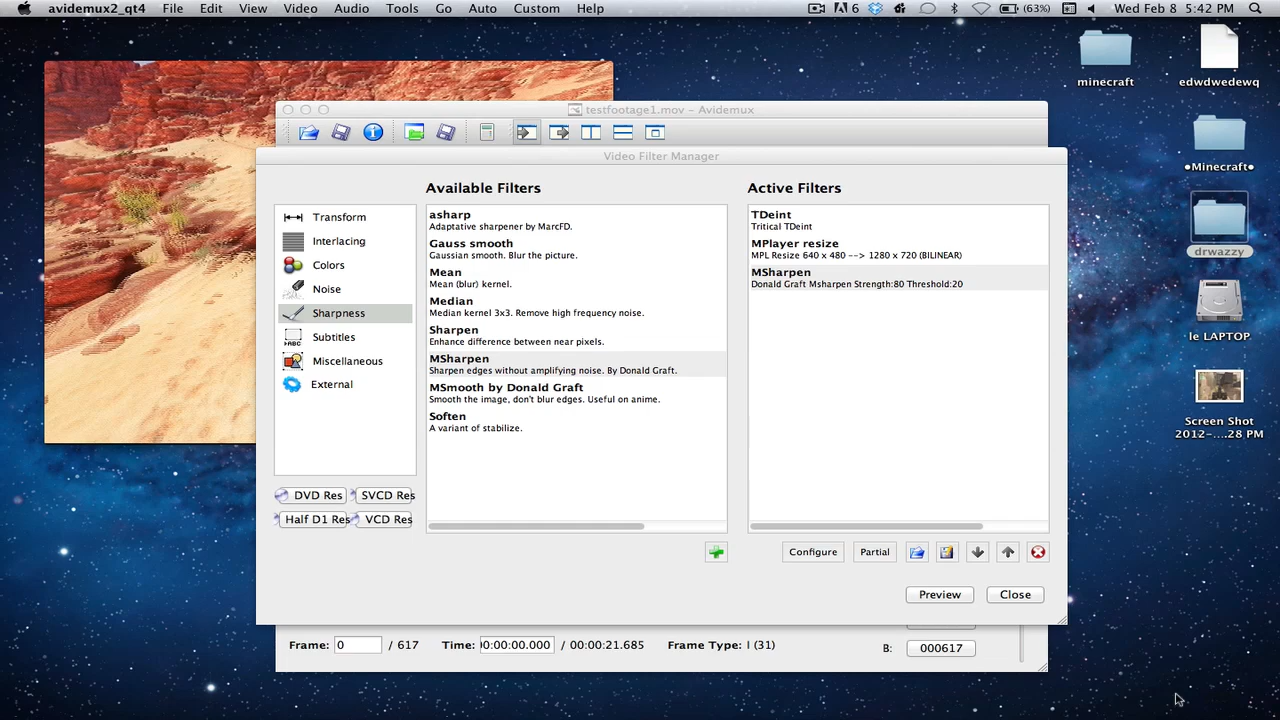 avidemux2_qt4 File Edit View Video Audio Tools Go Auto Custom Help 6 (63%) Wed Feb 8 5:42 PM
minecraft
edwdwedewq
testfootage1.mov – Avidemux
Video Filter Manager
•Minecraft•
Available Filters
Active Filters
Transform
Interlacing
Colors
Noise
Sharpness
Subtitles
Miscellaneous
External
asharp
Adaptative sharpener by MarcFD.
Gauss smooth
Gaussian smooth. Blur the picture.
Mean
Mean (blur) kernel.
Median
Median kernel 3x3. Remove high frequency noise.
Sharpen
Enhance difference between near pixels.
MSharpen
Sharpen edges without amplifying noise. By Donald Graft.
MSmooth by Donald Graft
Smooth the image, don't blur edges. Useful on anime.
Soften
A variant of stabilize.
TDeint
Tritical TDeint
MPlayer resize
MPL Resize 640 x 480 --> 1280 x 720 (BILINEAR)
MSharpen
Donald Graft Msharpen Strength:80 Threshold:20
drwazzy
le LAPTOP
Screen Shot
2012-....28 PM
DVD Res
SVCD Res
Half D1 Res
VCD Res
Configure
Partial
Preview
Close
Frame: 0 / 617 Time: 00:00:00.000 / 00:00:21.685 Frame Type: I (31)
B: 000617